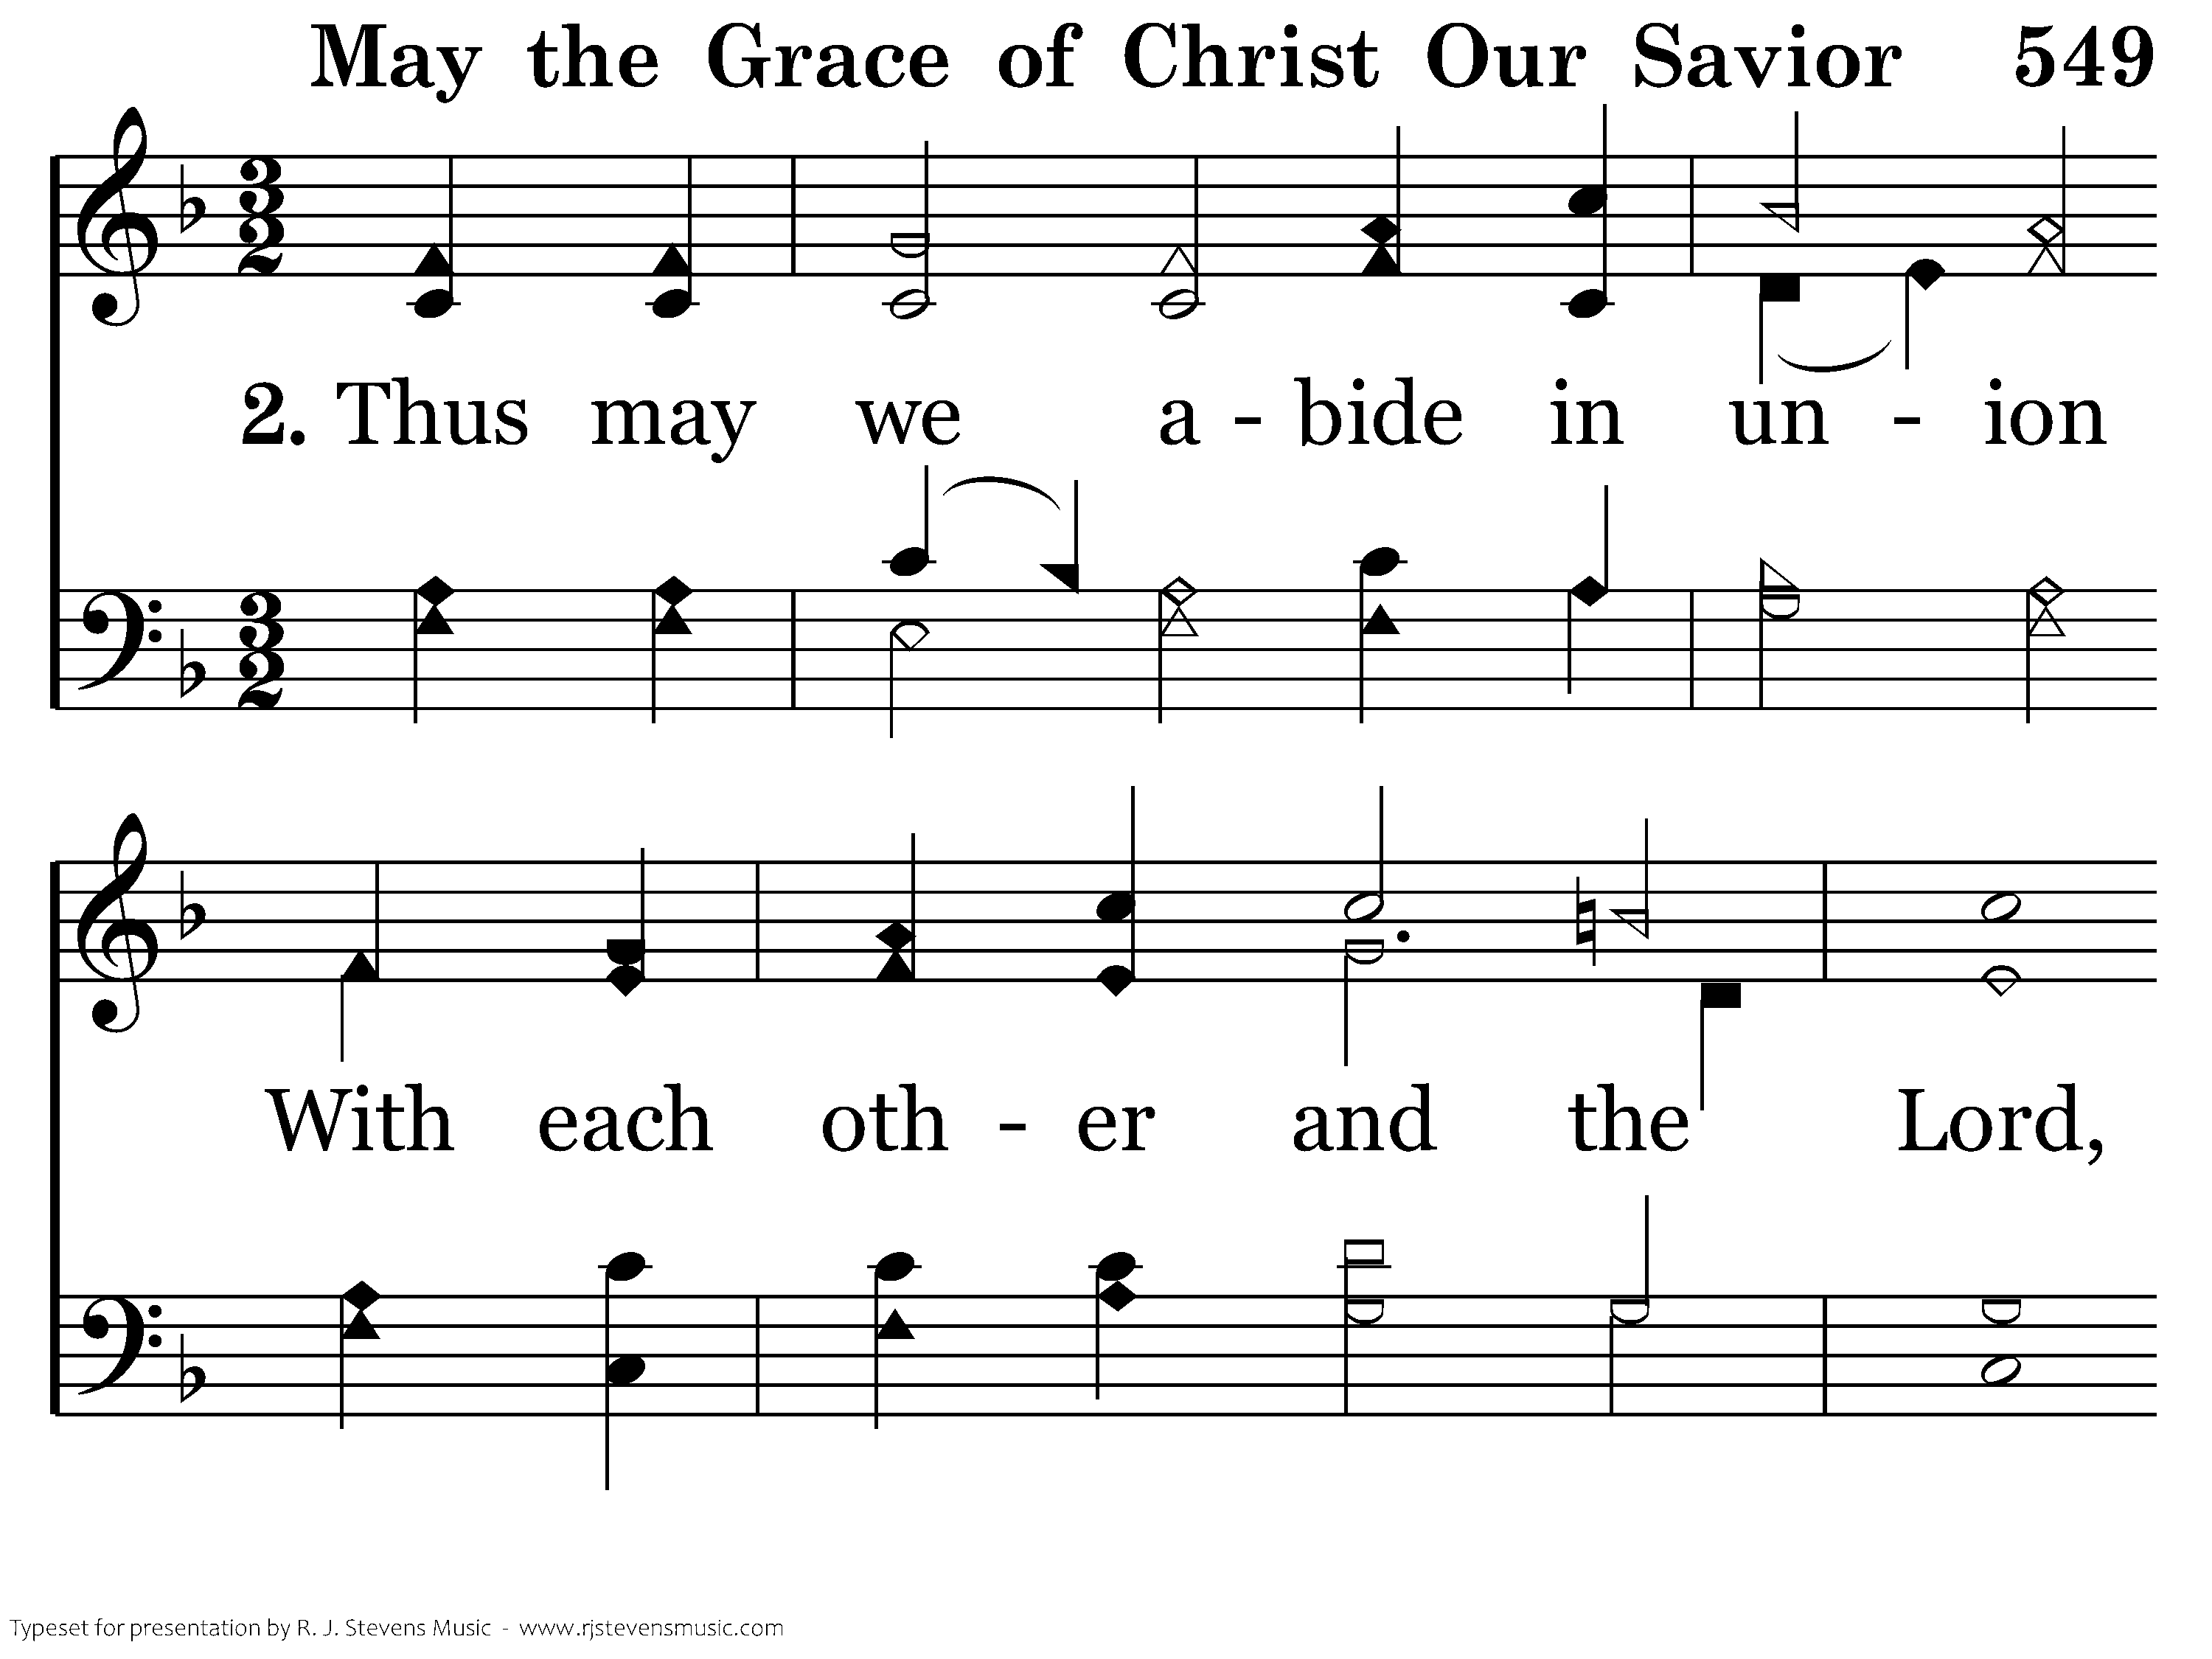 May the Grace of Christ Our Savior 549
2. Thus may we a - bide in un - ion
With each oth - er and the Lord,
Typeset for presentation by R. J. Stevens Music - www.rjstevensmusic.com